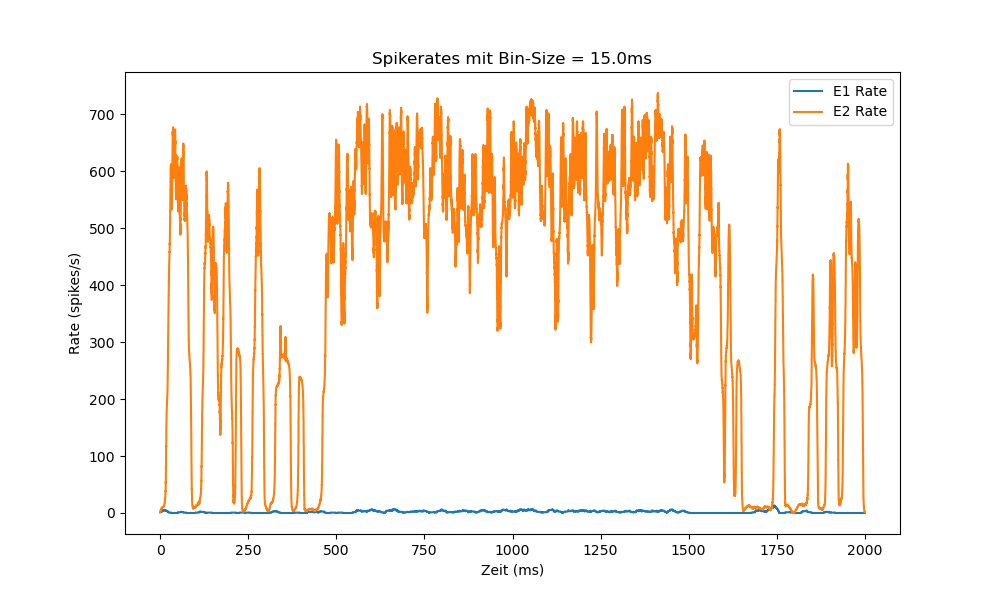 Spikerates mit Bin-Size = 15.0ms
E1 Rate
E2 Rate
Rate (spikes/s)
700
600
500
400
300
200
100
0
0 250 500 750 1000 1250 1500 1750 2000
Zeit (ms)